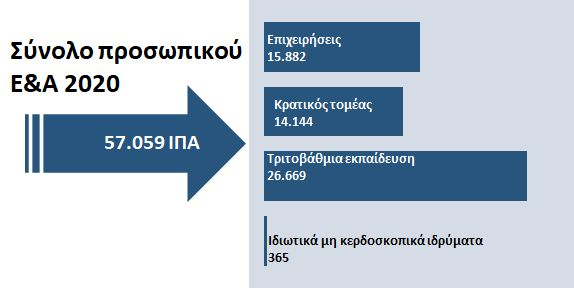 Σύνολο προσωπικού
Ε&Α 2020
57.059 ΙΠΑ
Επιχειρήσεις
15.882
Κρατικός τομέας
14.144
Τριτοβάθμια εκπαίδευση
26.669
Ιδιωτικά μη κερδοσκοπικά ιδρύματα
365